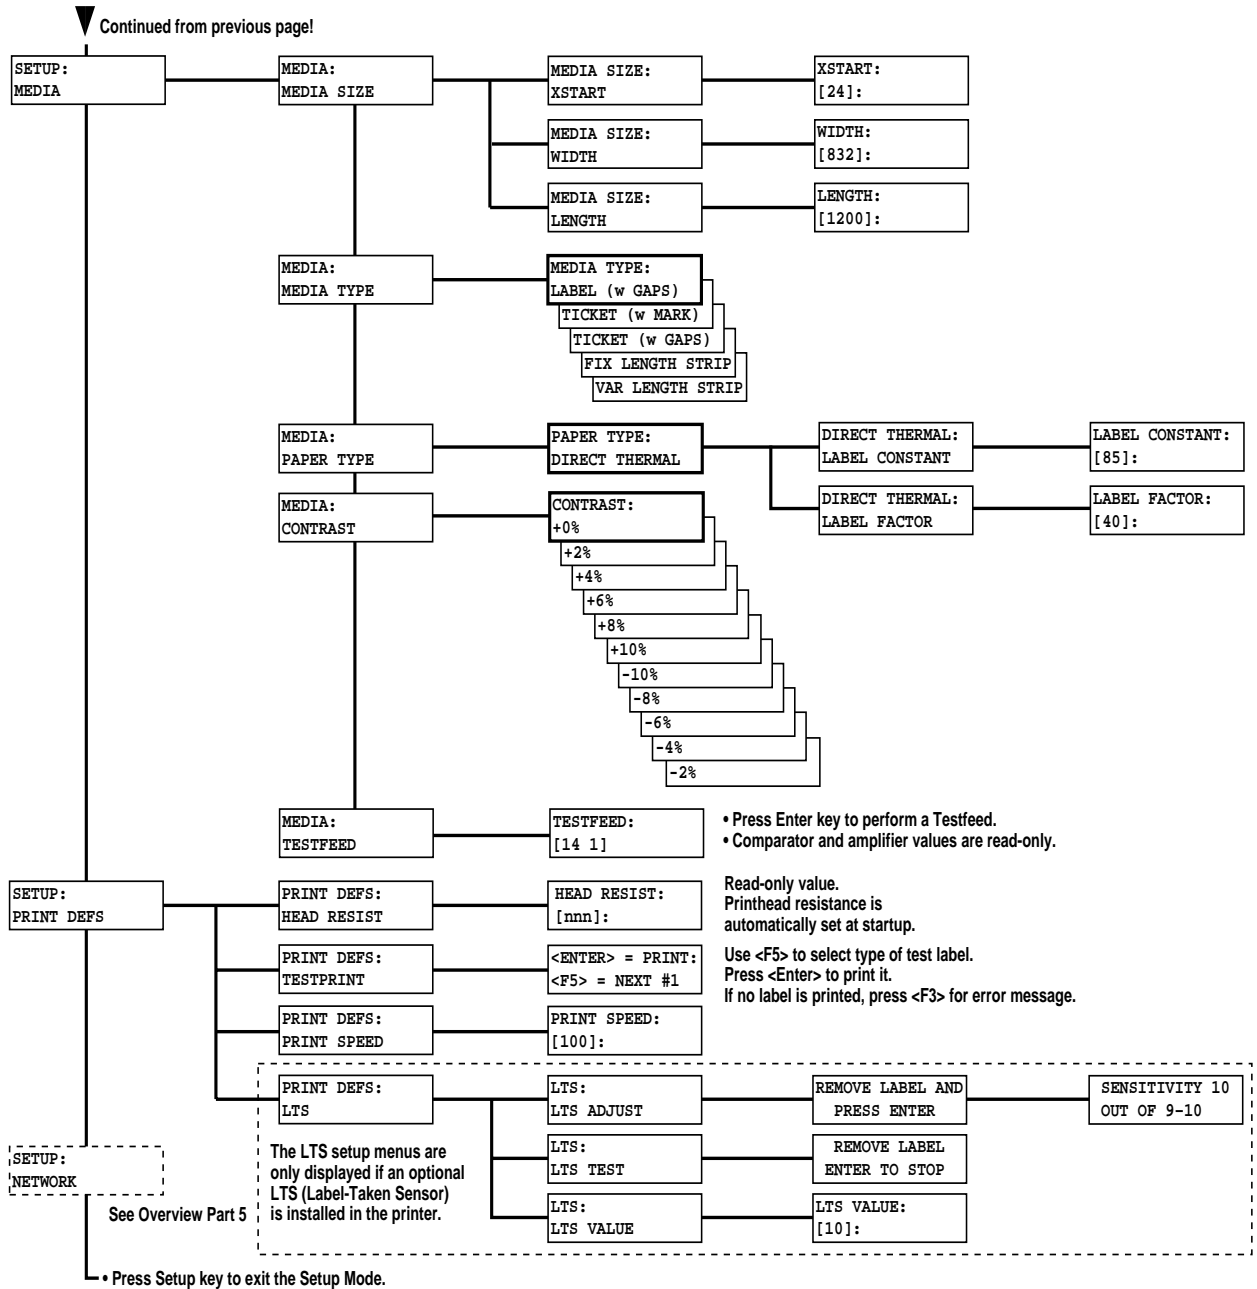 Continued from previous page!
SETUP:
MEDIA
MEDIA:
MEDIA SIZE
MEDIA SIZE:
XSTART
XSTART:
[24]:
MEDIA SIZE:
WIDTH
WIDTH:
[832]:
MEDIA SIZE:
LENGTH
LENGTH:
[1200]:
MEDIA:
MEDIA TYPE
MEDIA TYPE:
LABEL (w GAPS)
TICKET (w MARK)
TICKET (w GAPS)
FIX LENGTH STRIP
VAR LENGTH STRIP
MEDIA:
PAPER TYPE
PAPER TYPE:
DIRECT THERMAL
DIRECT THERMAL:
LABEL CONSTANT
LABEL CONSTANT:
[85]:
DIRECT THERMAL:
LABEL FACTOR
LABEL FACTOR:
[40]:
MEDIA:
CONTRAST
CONTRAST:
+0%
+2%
+4%
+6%
+8%
+10%
-10%
-8%
-6%
-4%
-2%
MEDIA:
TESTFEED
TESTFEED:
[14 1]
• Press Enter key to perform a Testfeed.
• Comparator and amplifier values are read-only.
SETUP:
PRINT DEFS
PRINT DEFS:
HEAD RESIST
HEAD RESIST:
[nnn]:
Read-only value.
Printhead resistance is
automatically set at startup.
PRINT DEFS:
TESTPRINT
<ENTER> = PRINT:
<F5> = NEXT #1
Use <F5> to select type of test label.
Press <Enter> to print it.
If no label is printed, press <F3> for error message.
PRINT DEFS:
PRINT SPEED
PRINT SPEED:
[100]:
PRINT DEFS:
LTS
LTS:
LTS ADJUST
REMOVE LABEL AND
PRESS ENTER
SENSITIVITY 10
OUT OF 9-10
LTS:
LTS TEST
REMOVE LABEL
ENTER TO STOP
LTS:
LTS VALUE
LTS VALUE:
[10]:
The LTS setup menus are
only displayed if an optional
LTS (Label-Taken Sensor)
is installed in the printer.
SETUP:
NETWORK
See Overview Part 5
• Press Setup key to exit the Setup Mode.